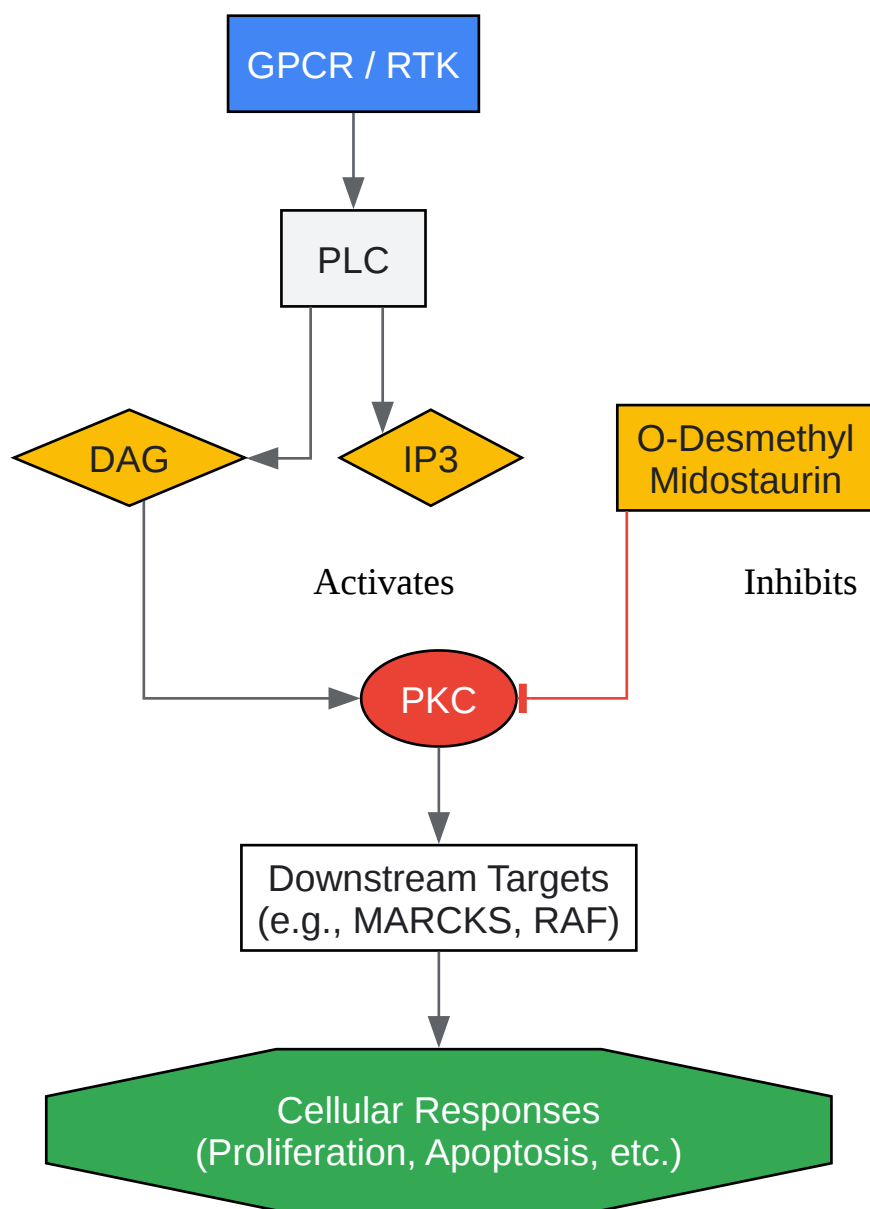 GPCR / RTK
PLC
DAG
IP3
O-Desmethyl
Midostaurin
Activates
Inhibits
PKC
Downstream Targets
(e.g., MARCKS, RAF)
Cellular Responses
(Proliferation, Apoptosis, etc.)